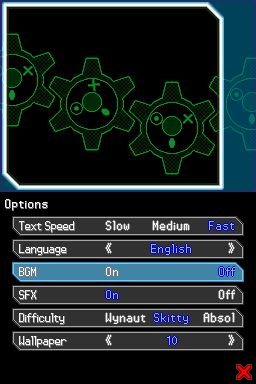 Options
Text Speed Slow Medium Fast
Language 《 English 》
BGM On Off
SFX On Off
Difficulty Wynaut Skitty Absol
Wallpaper 《 10 》